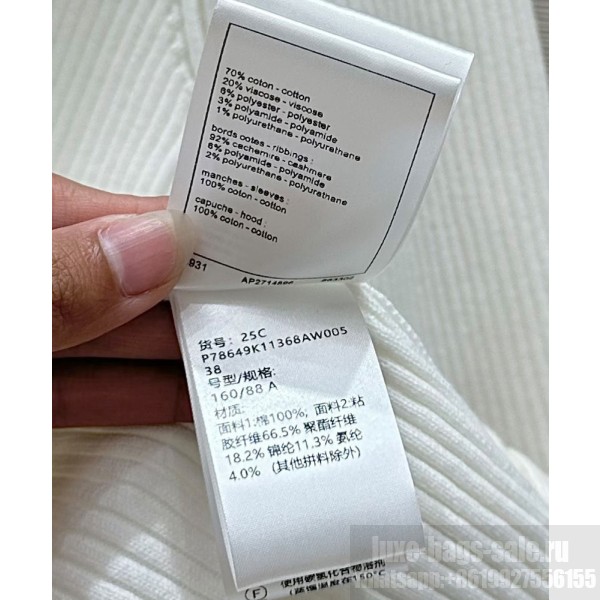 70% coton - cotton
20% viscose - viscose
6% polyester - polyester
3% polyamide - polyamide
1% polyurethane - polyurethane
bords cotes - ribbings :
92% cachemire - cashmere
6% polyamide - polyamide
2% polyurethane - polyurethane
manches - sleeves :
100% coton - cotton
capuche - hood :
100% coton - cotton
931
货号: 25C
P78649K11368AW005
38
号型/规格:
160/88 A
材质:
面料1:棉100%, 面料2:粘
胶纤维66.5% 聚酯纤维
18.2% 锦纶11.3% 氨纶
4.0% (其他拼料除外)
F
luxe-bags-sale.ru
whatsapp:+8619927556155